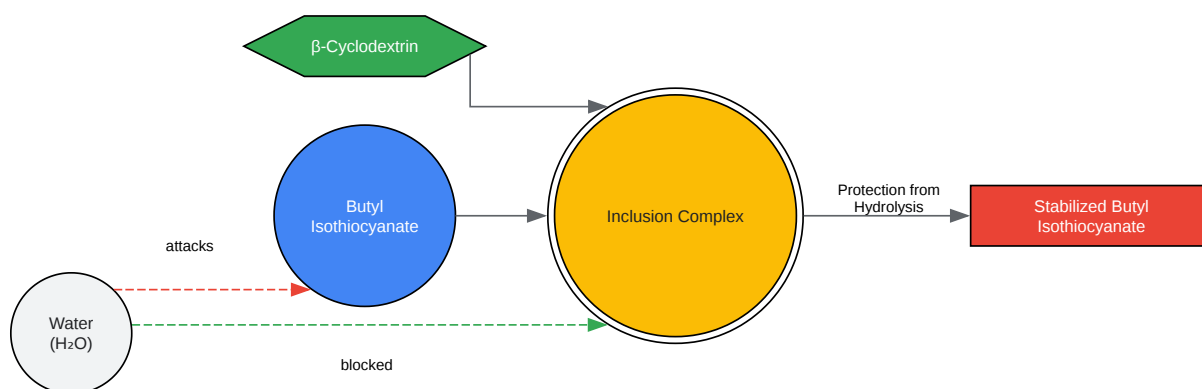 β-Cyclodextrin
Butyl
Isothiocyanate
Inclusion Complex
Protection from
Hydrolysis
Stabilized Butyl
Isothiocyanate
attacks
Water
(H₂O)
blocked